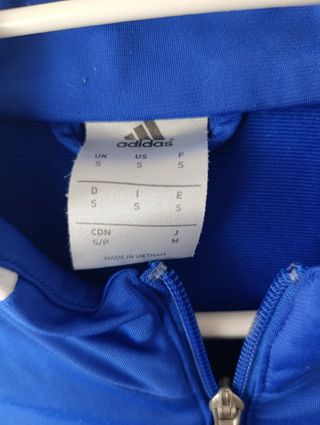 adidas
UK US F
S S S
D I E
S S S
CDN J
S/P M
MADE IN VIETNAM